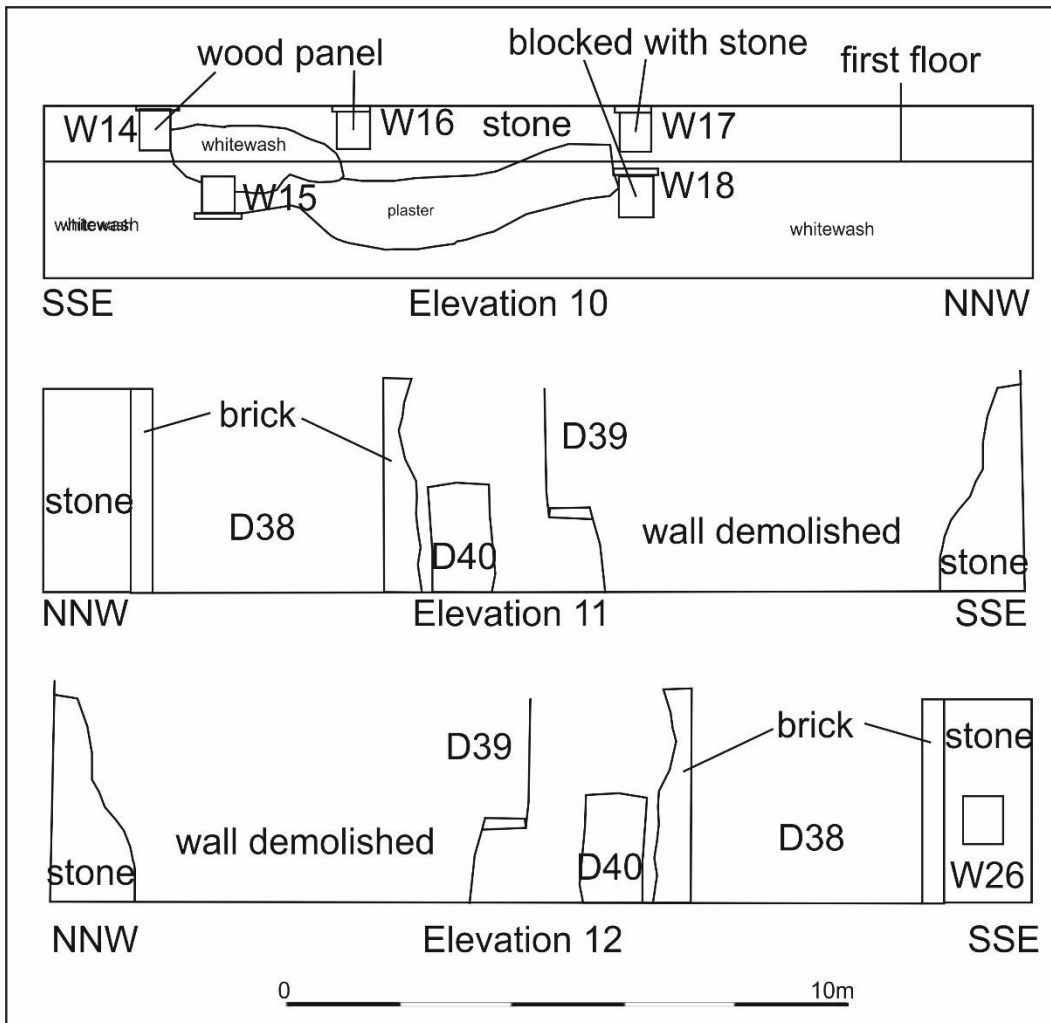 wood panel
blocked with stone
first floor
W14
W16
stone
W17
whitewash
W15
W18
plaster
whitewash
whitewash
whitewash
SSE
Elevation 10
NNW
brick
D39
stone
D38
wall demolished
D40
stone
NNW
Elevation 11
SSE
brick
stone
D39
wall demolished
D38
stone
D40
W26
NNW
Elevation 12
SSE
0
10m